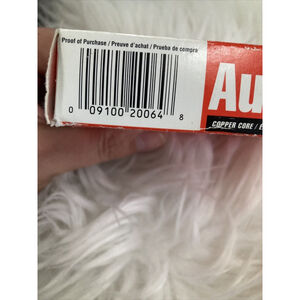 Proof of Purchase / Preuve d'achat / Prueba de compra
Au
COPPER CORE / E
0 09100 20064 8